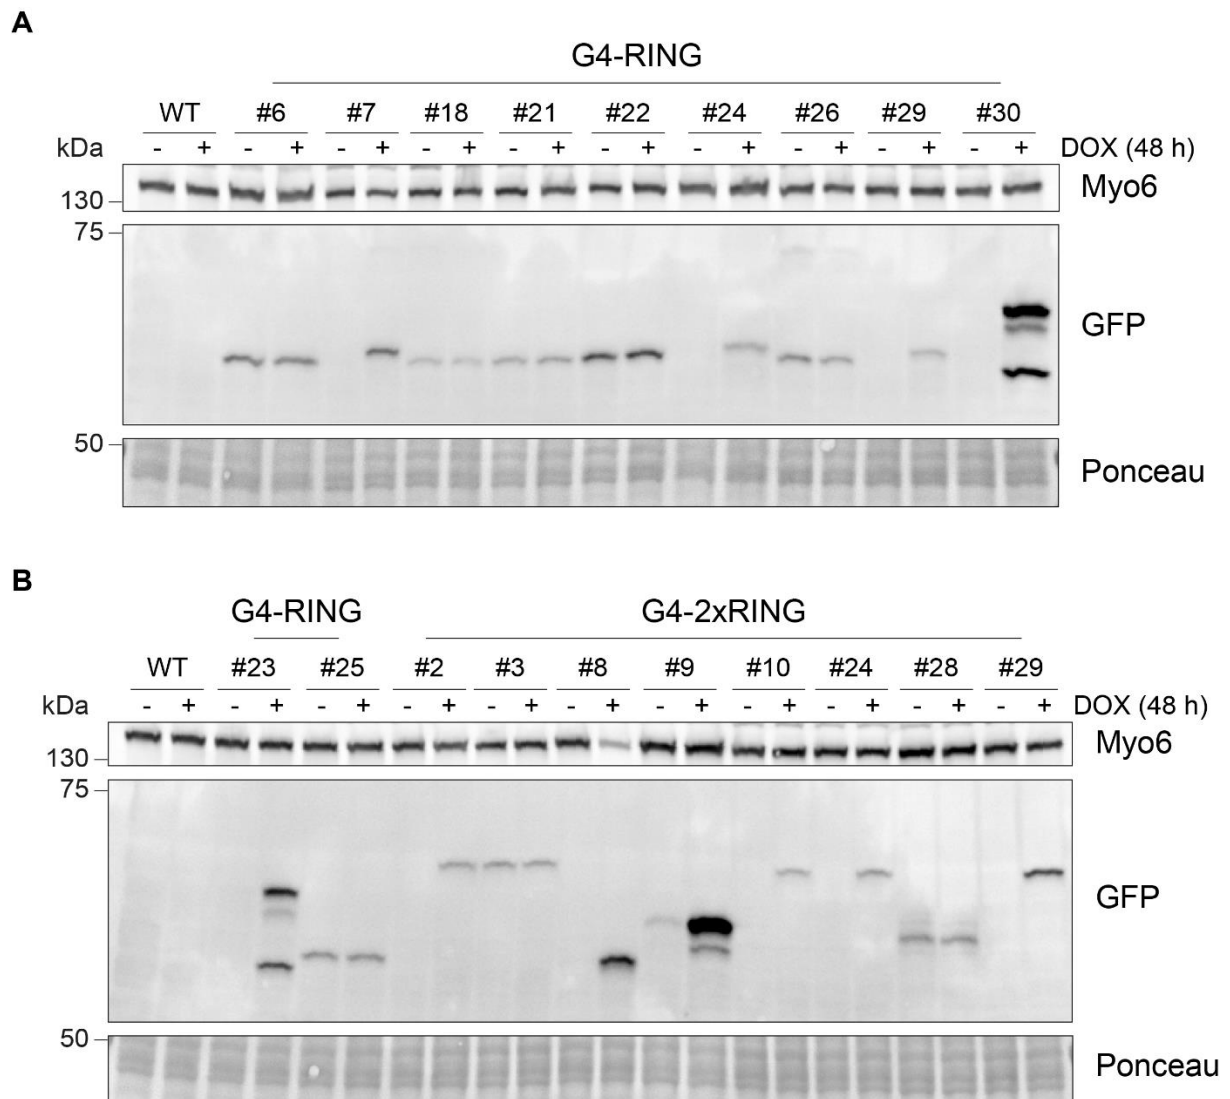 A
G4-RING
WT #6 #7 #18 #21 #22 #24 #26 #29 #30
kDa - + - + - + - + - + - + - + - + - + - + DOX (48 h)
Myo6
130
75
GFP
50
Ponceau
B
G4-RING G4-2xRING
WT #23 #25 #2 #3 #8 #9 #10 #24 #28 #29
kDa - + - + - + - + - + - + - + - + - + - + - + DOX (48 h)
Myo6
130
75
GFP
50
Ponceau